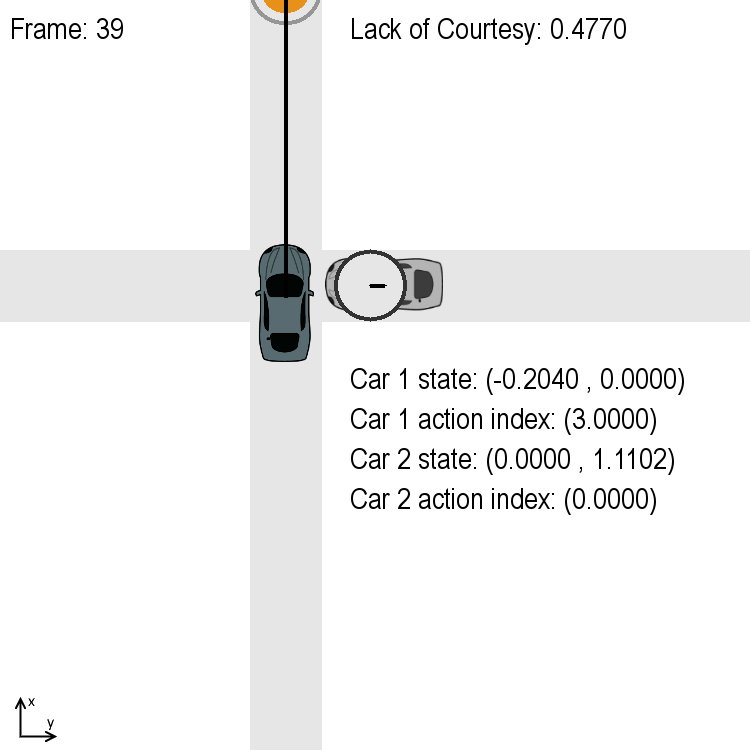 Frame: 39
Lack of Courtesy: 0.4770
Car 1 state: (-0.2040 , 0.0000)
Car 1 action index: (3.0000)
Car 2 state: (0.0000 , 1.1102)
Car 2 action index: (0.0000)
x
y